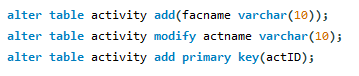 alter table activity add(facname varchar(10));
alter table activity modify actname varchar(10);
alter table activity add primary key(actID);